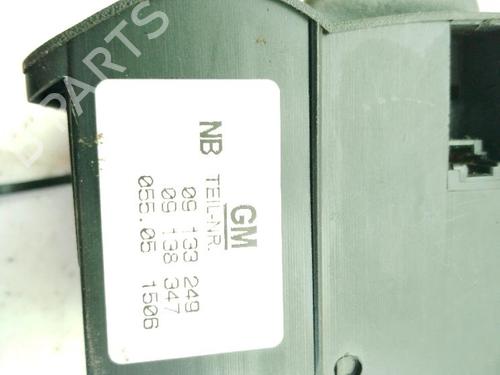 GM
NB TEIL-NR.
09 133 249
09 138 347
055.05 1506
B PARTS